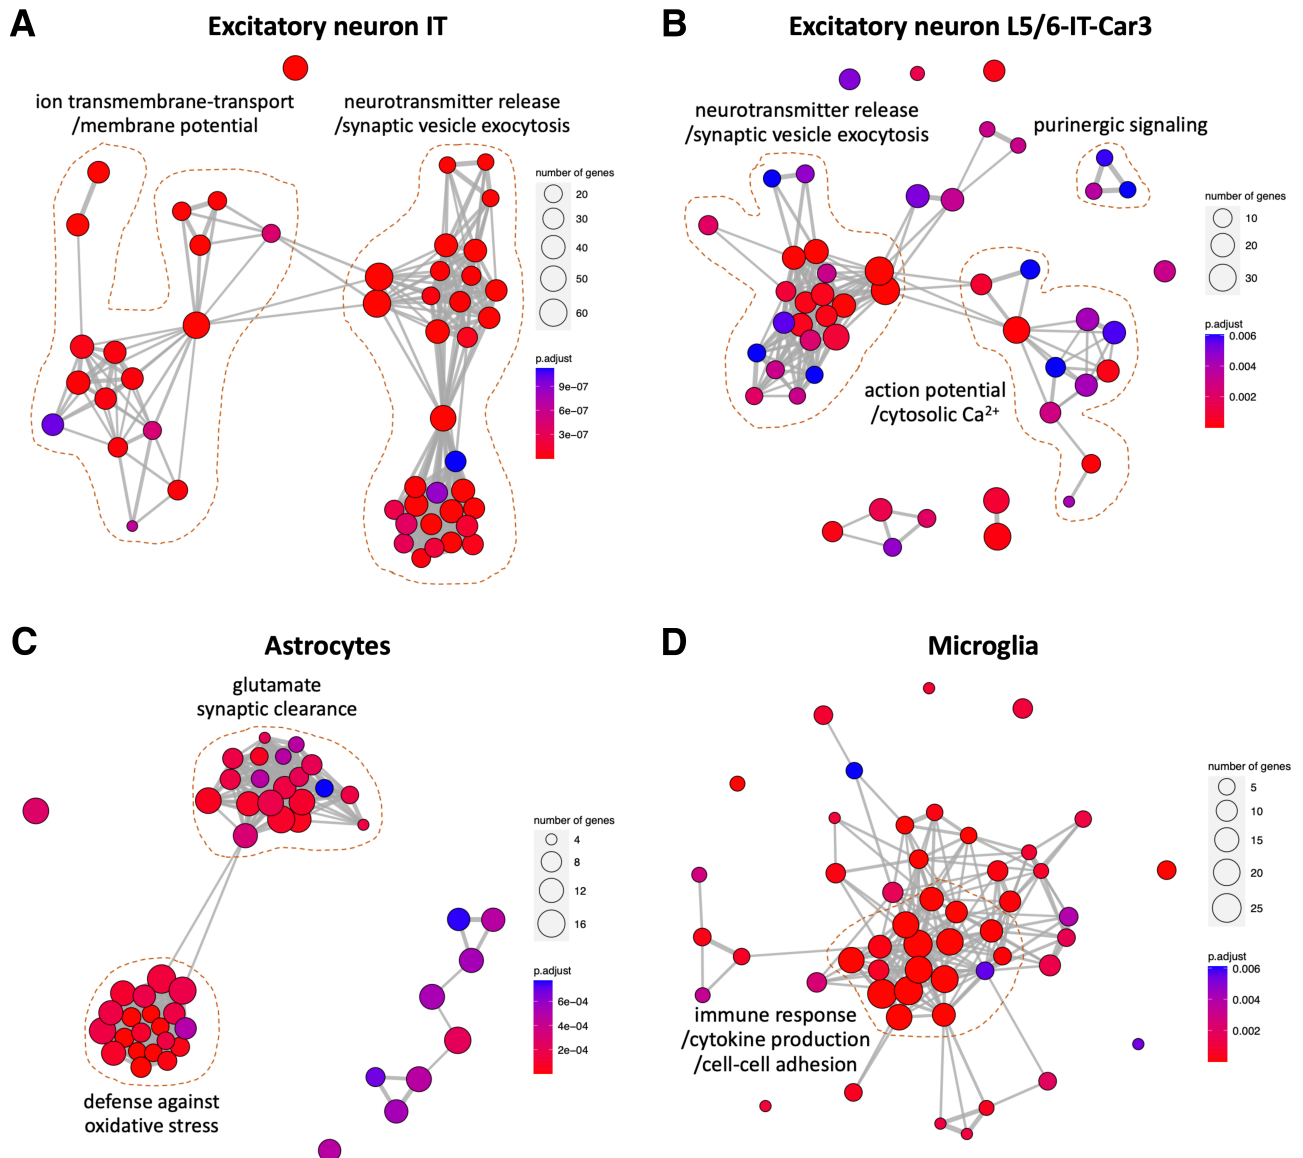 A
Excitatory neuron IT
ion transmembrane-transport
/membrane potential
neurotransmitter release
/synaptic vesicle exocytosis
number of genes
20
30
40
50
60
p.adjust
9e−07
6e−07
3e−07
B
Excitatory neuron L5/6-IT-Car3
neurotransmitter release
/synaptic vesicle exocytosis
purinergic signaling
action potential
/cytosolic Ca²⁺
number of genes
10
20
30
p.adjust
0.006
0.004
0.002
C
Astrocytes
glutamate
synaptic clearance
defense against
oxidative stress
number of genes
4
8
12
16
p.adjust
6e−04
4e−04
2e−04
D
Microglia
immune response
/cytokine production
/cell-cell adhesion
number of genes
5
10
15
20
25
p.adjust
0.006
0.004
0.002